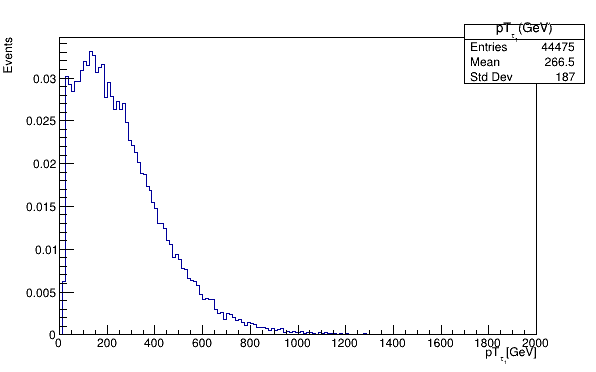 pT_τ₁(GeV)
Entries 44475
Mean 266.5
Std Dev 187
Events
0.03
0.025
0.02
0.015
0.01
0.005
0
0 200 400 600 800 1000 1200 1400 1600 1800 2000
pT_τ₁[GeV]